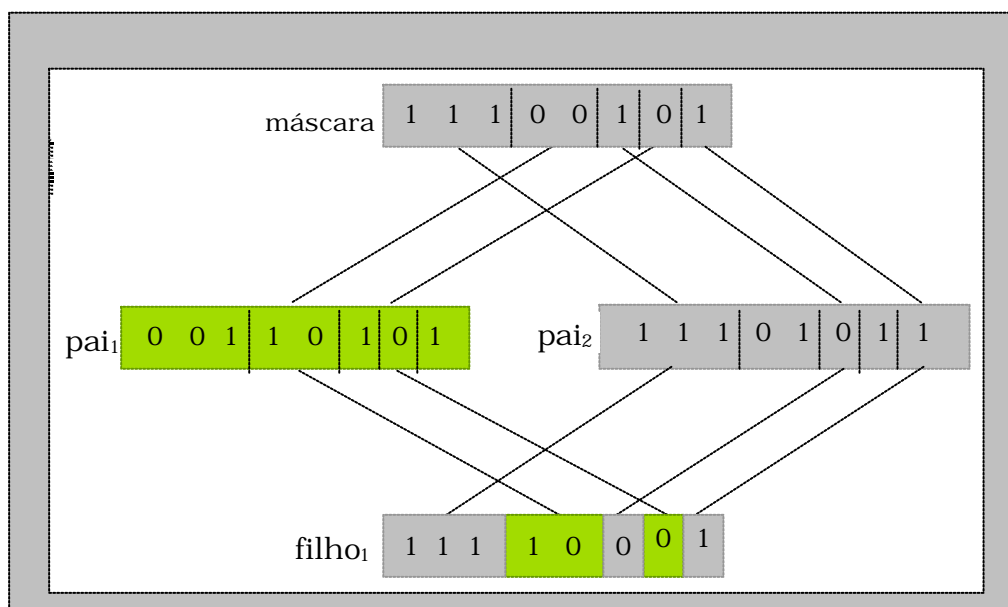 máscara 1 1 1 0 0 1 0 1
pai₁ 0 0 1 1 0 1 0 1 pai₂ 1 1 1 0 1 0 1 1
filho₁ 1 1 1 1 0 0 0 1